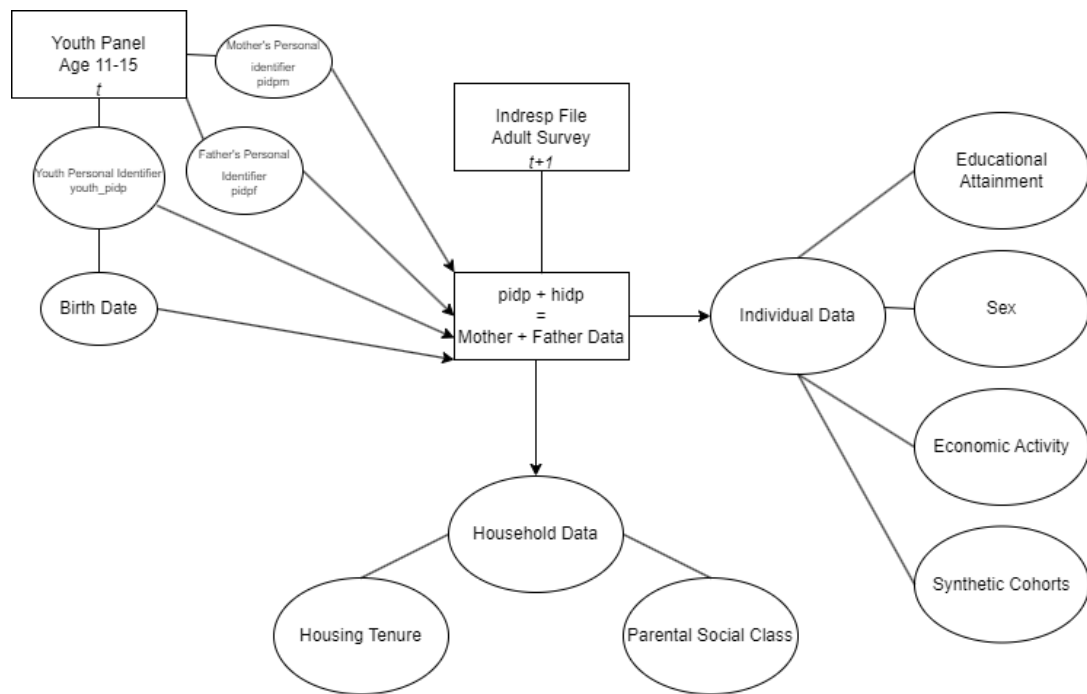 Youth Panel
Age 11-15
t
Mother's Personal
identifier
pidpm
Father's Personal
Identifier
pidpf
Youth Personal Identifier
youth_pidp
Birth Date
Indresp File
Adult Survey
t+1
pidp + hidp
=
Mother + Father Data
Individual Data
Educational
Attainment
Sex
Economic Activity
Synthetic Cohorts
Household Data
Housing Tenure
Parental Social Class